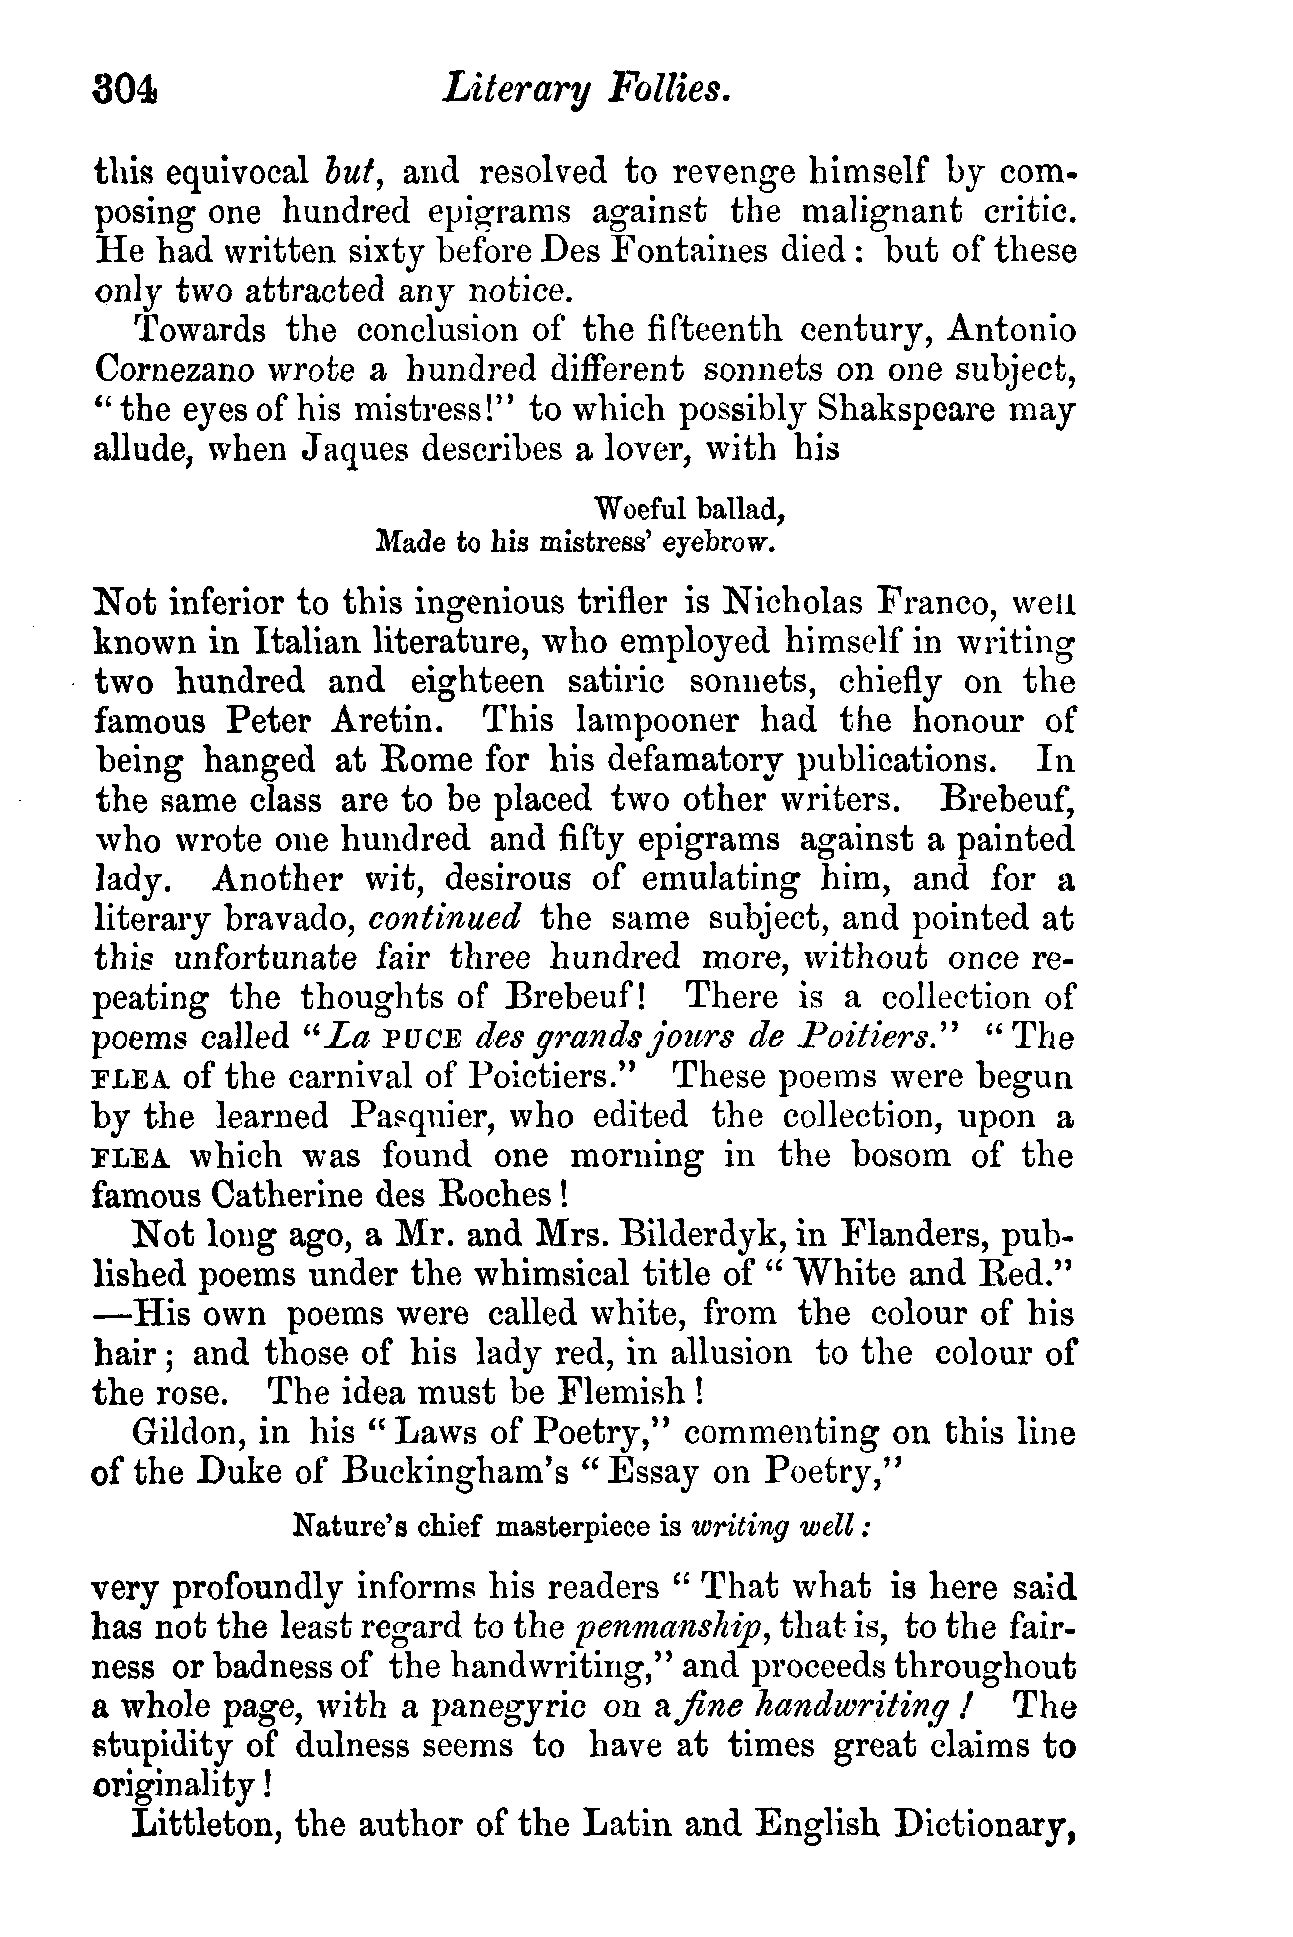 304 Literary Follies.
this equivocal but, and resolved to revenge himself by com-
posing one hundred epigrams against the malignant critic.
He had written sixty before Des Fontaines died: but of these
only two attracted any notice.
Towards the conclusion of the fifteenth century, Antonio
Cornezano wrote a hundred different sonnets on one subject,
“the eyes of his mistress!” to which possibly Shakspeare may
allude, when Jaques describes a lover, with his
Woeful ballad,
Made to his mistress’ eyebrow.
Not inferior to this ingenious trifler is Nicholas Franco, well
known in Italian literature, who employed himself in writing
two hundred and eighteen satiric sonnets, chiefly on the
famous Peter Aretin. This lampooner had the honour of
being hanged at Rome for his defamatory publications. In
the same class are to be placed two other writers. Brebeuf,
who wrote one hundred and fifty epigrams against a painted
lady. Another wit, desirous of emulating him, and for a
literary bravado, continued the same subject, and pointed at
this unfortunate fair three hundred more, without once re-
peating the thoughts of Brebeuf! There is a collection of
poems called “La PUCE des grands jours de Poitiers.” “The
FLEA of the carnival of Poictiers.” These poems were begun
by the learned Pasquier, who edited the collection, upon a
FLEA which was found one morning in the bosom of the
famous Catherine des Roches!
Not long ago, a Mr. and Mrs. Bilderdyk, in Flanders, pub-
lished poems under the whimsical title of “White and Red.”
—His own poems were called white, from the colour of his
hair; and those of his lady red, in allusion to the colour of
the rose. The idea must be Flemish!
Gildon, in his “Laws of Poetry,” commenting on this line
of the Duke of Buckingham’s “Essay on Poetry,”
Nature’s chief masterpiece is writing well:
very profoundly informs his readers “That what is here said
has not the least regard to the penmanship, that is, to the fair-
ness or badness of the handwriting,” and proceeds throughout
a whole page, with a panegyric on a fine handwriting! The
stupidity of dulness seems to have at times great claims to
originality!
Littleton, the author of the Latin and English Dictionary,